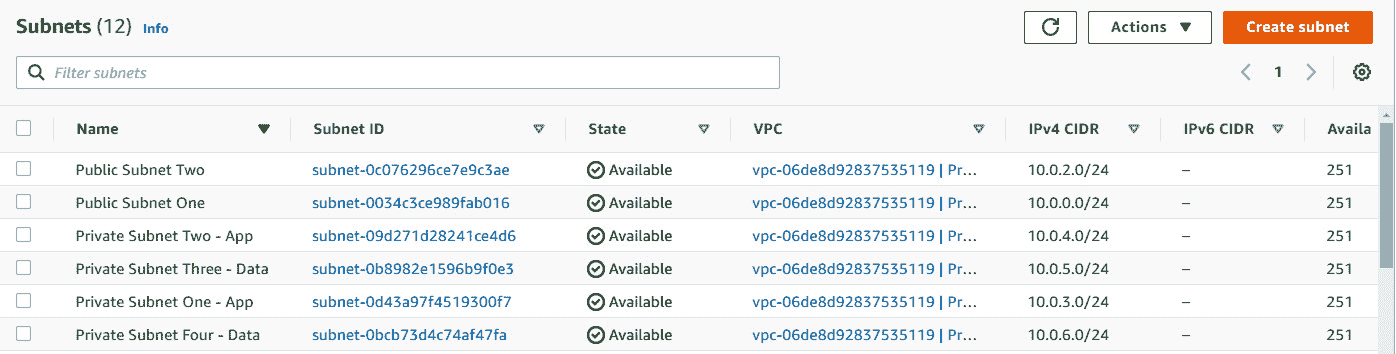 Subnets (12) Info
Actions Create subnet
Filter subnets
1
Name Subnet ID State VPC IPv4 CIDR IPv6 CIDR Availa
Public Subnet Two subnet-0c076296ce7e9c3ae Available vpc-06de8d92837535119 | Pr... 10.0.2.0/24 – 251
Public Subnet One subnet-0034c3ce989fab016 Available vpc-06de8d92837535119 | Pr... 10.0.0.0/24 – 251
Private Subnet Two - App subnet-09d271d28241ce4d6 Available vpc-06de8d92837535119 | Pr... 10.0.4.0/24 – 251
Private Subnet Three - Data subnet-0b8982e1596b9f0e3 Available vpc-06de8d92837535119 | Pr... 10.0.5.0/24 – 251
Private Subnet One - App subnet-0d43a97f4519300f7 Available vpc-06de8d92837535119 | Pr... 10.0.3.0/24 – 251
Private Subnet Four - Data subnet-0bcb73d4c74af47fa Available vpc-06de8d92837535119 | Pr... 10.0.6.0/24 – 251